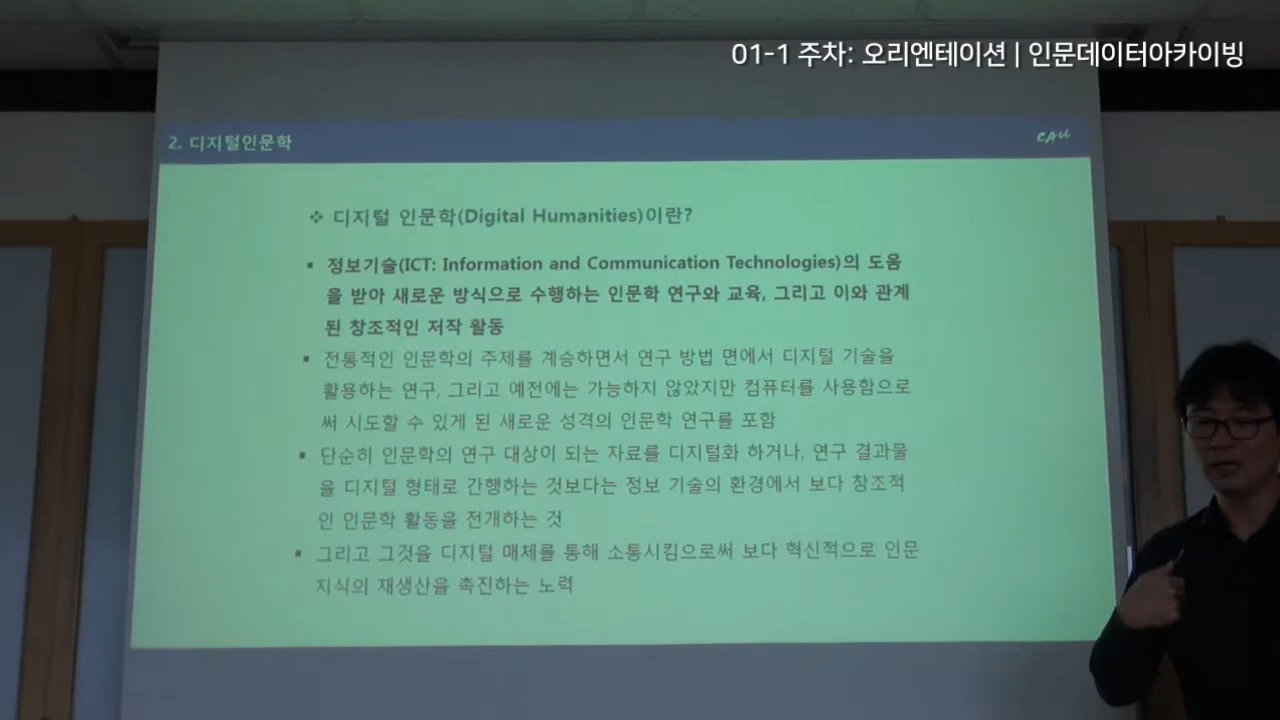 01-1 주차: 오리엔테이션 | 인문데이터아카이빙
2. 디지털인문학
CAU
❖ 디지털 인문학(Digital Humanities)이란?
▪ 정보기술(ICT: Information and Communication Technologies)의 도움
을 받아 새로운 방식으로 수행하는 인문학 연구와 교육, 그리고 이와 관계
된 창조적인 저작 활동
▪ 전통적인 인문학의 주제를 계승하면서 연구 방법 면에서 디지털 기술을
활용하는 연구, 그리고 예전에는 가능하지 않았지만 컴퓨터를 사용함으로
써 시도할 수 있게 된 새로운 성격의 인문학 연구를 포함
▪ 단순히 인문학의 연구 대상이 되는 자료를 디지털화 하거나, 연구 결과물
을 디지털 형태로 간행하는 것보다는 정보 기술의 환경에서 보다 창조적
인 인문학 활동을 전개하는 것
▪ 그리고 그것을 디지털 매체를 통해 소통시킴으로써 보다 혁신적으로 인문
지식의 재생산을 촉진하는 노력